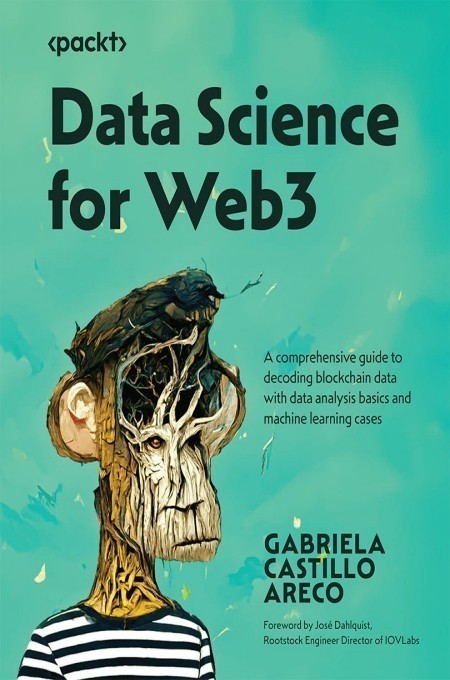 <packt>
Data Science
for Web3
A comprehensive guide to
decoding blockchain data
with data analysis basics and
machine learning cases
GABRIELA
CASTILLO
ARECO
Foreword by José Dahlquist,
Rootstock Engineer Director of IOVLabs